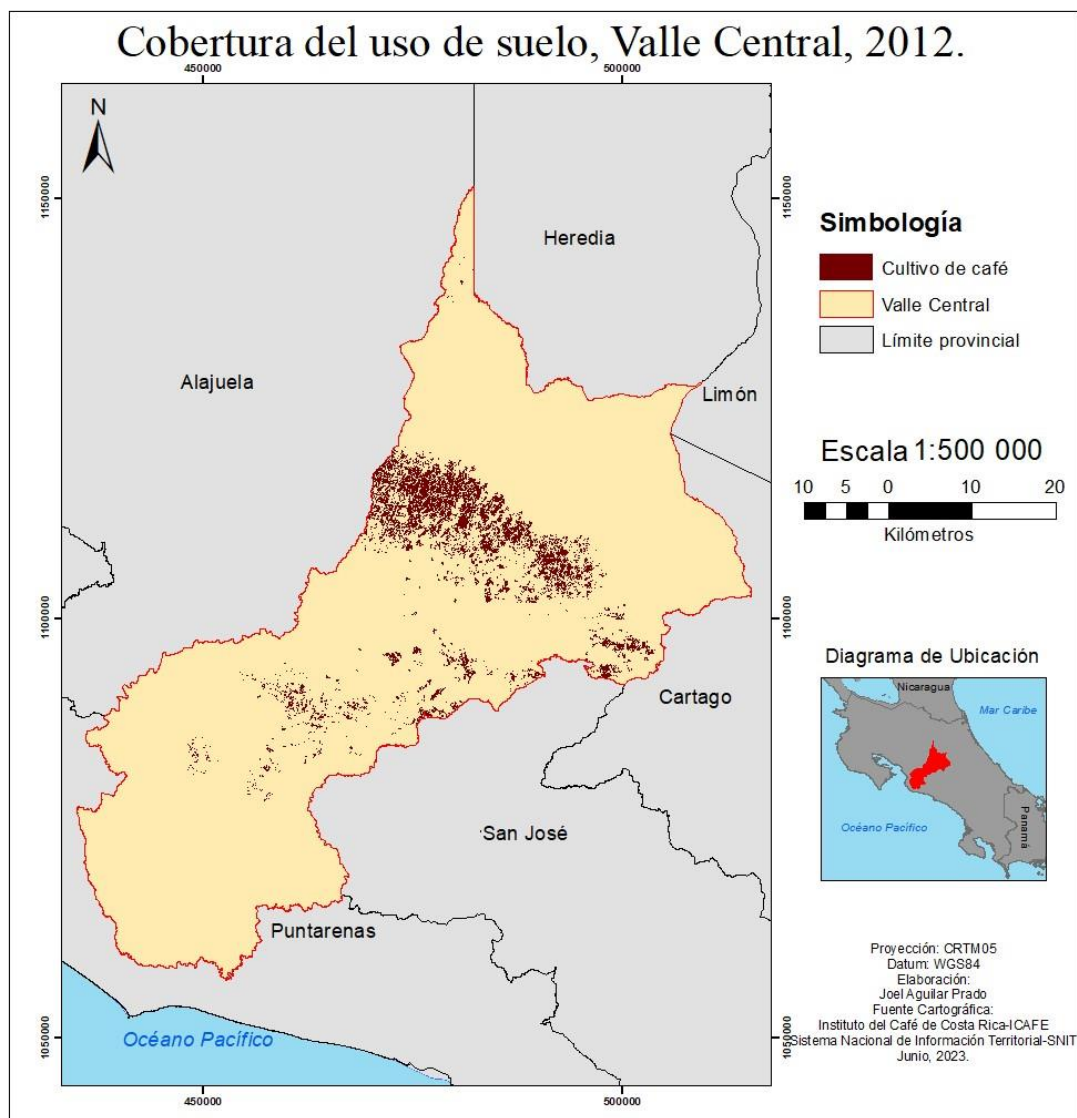 Cobertura del uso de suelo, Valle Central, 2012.
450000
500000
N
1150000
1150000
Heredia
Alajuela
Limón
1100000
1100000
Cartago
San José
Puntarenas
1050000
1050000
Océano Pacífico
450000
500000
Simbología
Cultivo de café
Valle Central
Límite provincial
Escala 1:500 000
10 5 0 10 20
Kilómetros
Diagrama de Ubicación
Nicaragua
Mar Caribe
Océano Pacífico
Panamá
Proyección: CRTM05
Datum: WGS84
Elaboración:
Joel Aguilar Prado
Fuente Cartográfica:
Instituto del Café de Costa Rica-ICAFE
Sistema Nacional de Información Territorial-SNIT
Junio, 2023.